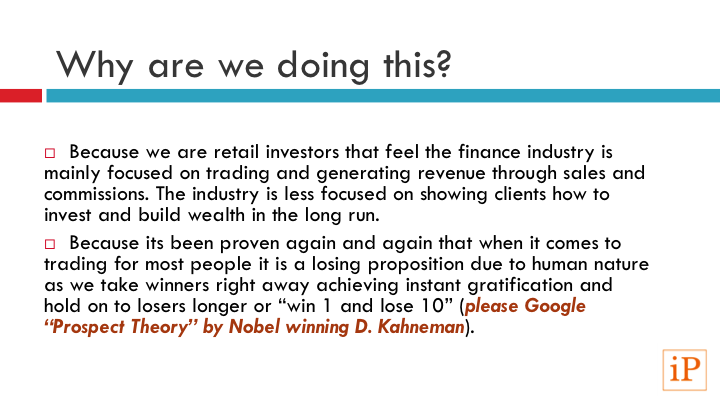 Why are we doing this?
Because we are retail investors that feel the finance industry is
mainly focused on trading and generating revenue through sales and
commissions. The industry is less focused on showing clients how to
invest and build wealth in the long run.
Because its been proven again and again that when it comes to
trading for most people it is a losing proposition due to human nature
as we take winners right away achieving instant gratification and
hold on to losers longer or “win 1 and lose 10” (please Google
“Prospect Theory” by Nobel winning D. Kahneman).
iP